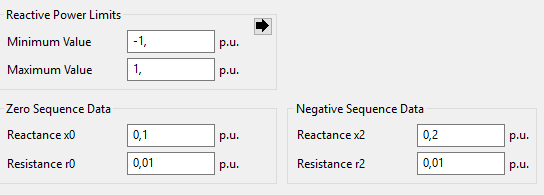 Reactive Power Limits
Minimum Value -1, p.u.
Maximum Value 1, p.u.
Zero Sequence Data
Reactance x0 0,1 p.u.
Resistance r0 0,01 p.u.
Negative Sequence Data
Reactance x2 0,2 p.u.
Resistance r2 0,01 p.u.